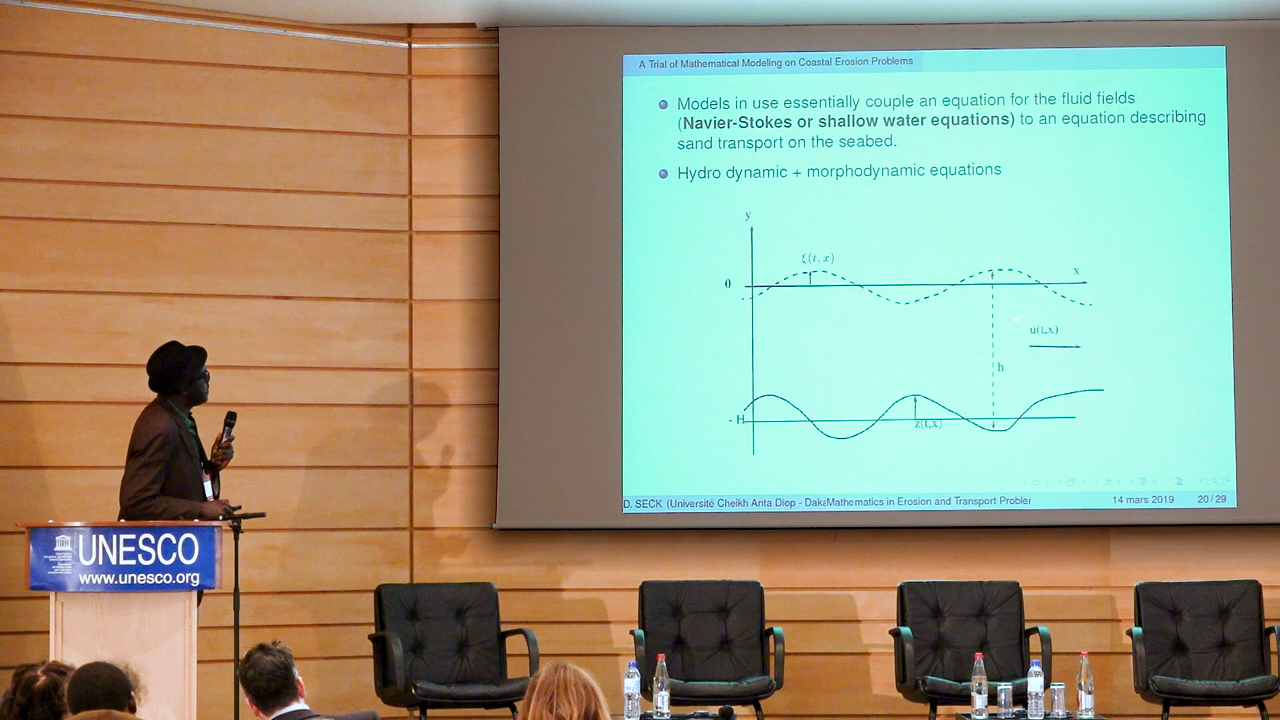 A Trial of Mathematical Modeling on Coastal Erosion Problems
Models in use essentially couple an equation for the fluid fields
(Navier-Stokes or shallow water equations) to an equation describing
sand transport on the seabed.
Hydro dynamic + morphodynamic equations
y
ξ(t, x)
x
0
u(t,x)
h
- H
z(t,x)
D. SECK (Université Cheikh Anta Diop - Daka Mathematics in Erosion and Transport Probler
14 mars 2019
20 / 29
UNESCO
www.unesco.org